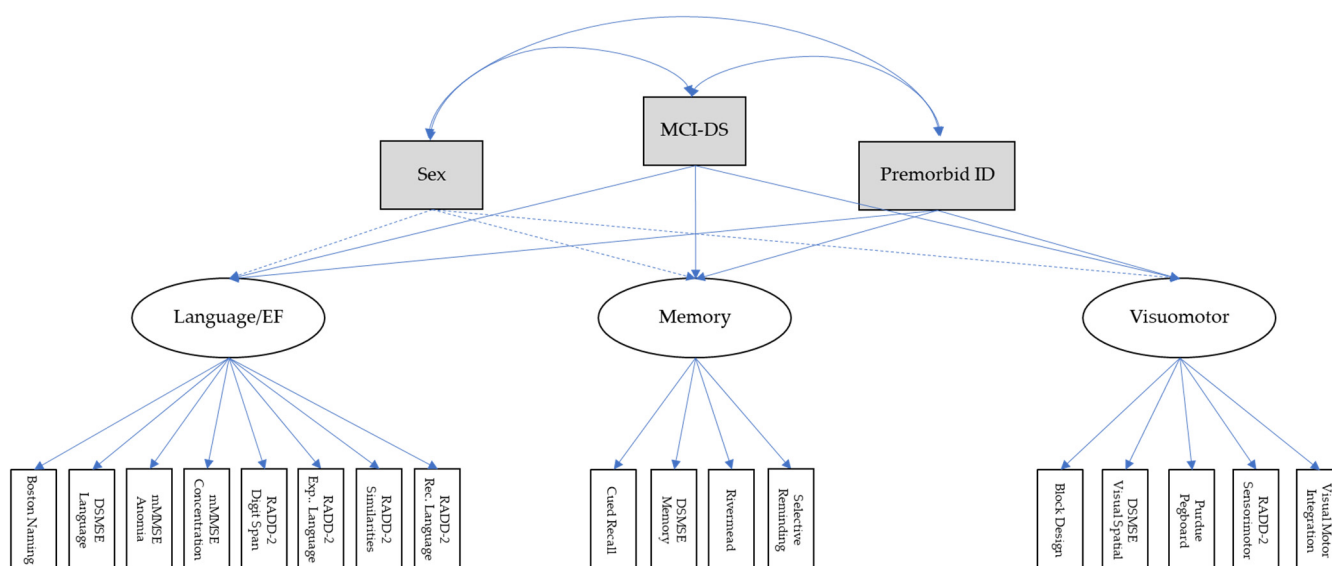 MCI-DS
Sex
Premorbid ID
Language/EF
Memory
Visuomotor
Boston Naming
DSMSE
Language
mMMSE
Anomia
mMMSE
Concentration
RADD-2
Digit Span
RADD-2
Exp.. Language
RADD-2
Similarities
RADD-2
Rec. Language
Cued Recall
DSMSE
Memory
Rivermead
Selective
Reminding
Block Design
DSMSE
Visual Spatial
Purdue
Pegboard
RADD-2
Sensorimotor
Visual Motor
Integration